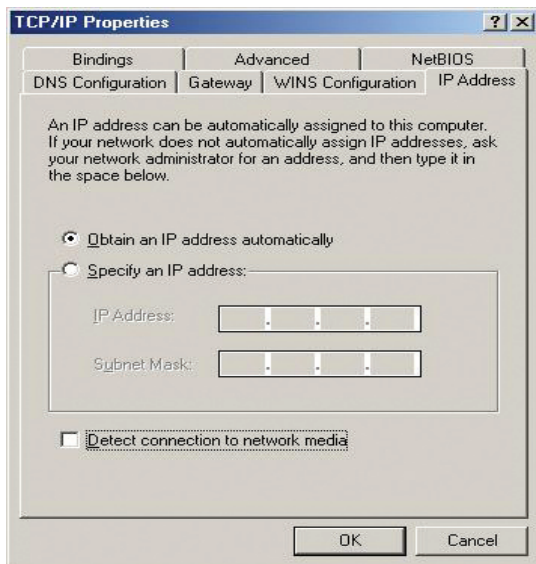 TCP/IP Properties
Bindings Advanced NetBIOS
DNS Configuration Gateway WINS Configuration IP Address
An IP address can be automatically assigned to this computer.
If your network does not automatically assign IP addresses, ask
your network administrator for an address, and then type it in
the space below.
Obtain an IP address automatically
Specify an IP address:
IP Address:
Subnet Mask:
Detect connection to network media
OK Cancel